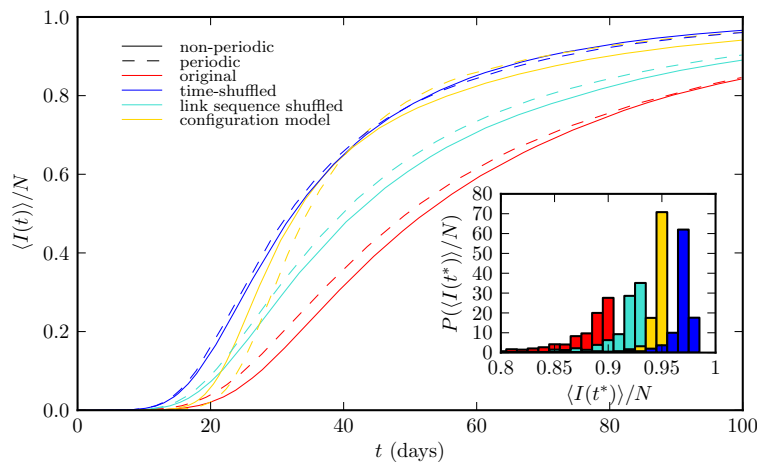 1.0
0.8
0.6
0.4
0.2
0.0
⟨I(t)⟩/N
non-periodic
periodic
original
time-shuffled
link sequence shuffled
configuration model
80
70
60
50
40
30
20
10
0
P(⟨I(t*)⟩/N)
0.8 0.85 0.9 0.95 1
⟨I(t*)⟩/N
0 20 40 60 80 100
t (days)